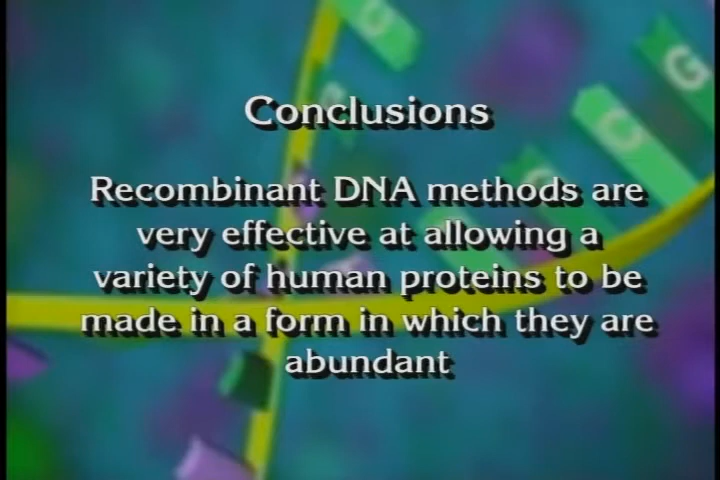 Conclusions
Recombinant DNA methods are
very effective at allowing a
variety of human proteins to be
made in a form in which they are
abundant
U
C
G